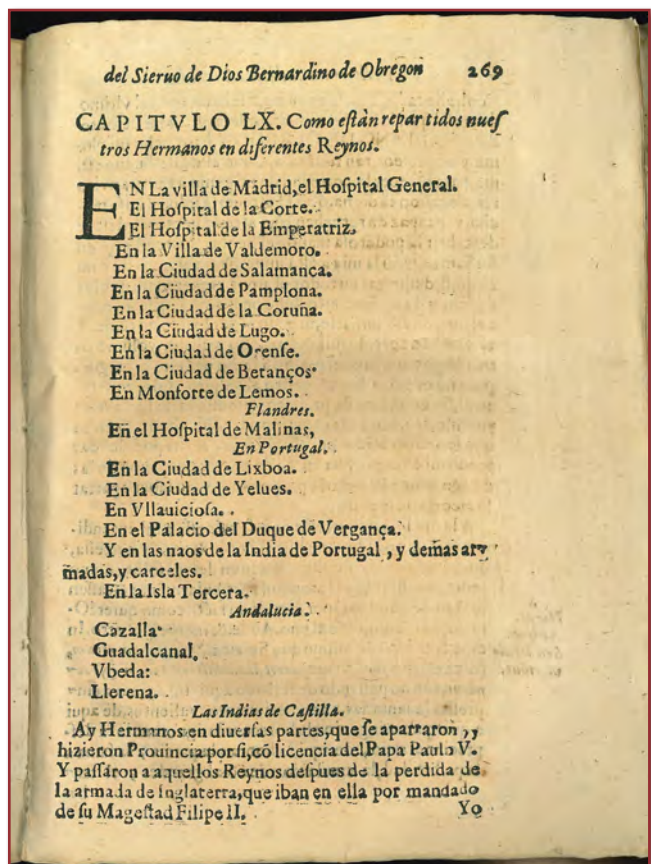 del Sieruo de Dios Bernardino de Obregon 269
CAPITVLO LX. Como eſtàn repartidos nueſ
tros Hermanos en diferentes Reynos.
EN La villa de Madrid, el Hoſpital General.
El Hoſpital de la Corte.
El Hoſpital de la Emperatriz.
En la Villa de Valdemoro.
En la Ciudad de Salamanca.
En la Ciudad de Pamplona.
En la Ciudad de la Coruña.
En la Ciudad de Lugo.
En la Ciudad de Orenſe.
En la Ciudad de Betanços.
En Monforte de Lemos.
Flandres.
En el Hoſpital de Malinas,
En Portugal.
En la Ciudad de Lixboa.
En la Ciudad de Yelues.
En Vllauicioſa.
En el Palacio del Duque de Vergança.
Y en las naos de la India de Portugal, y demàs ar
madas, y carceles.
En la Isla Tercera.
Andalucia.
Cazalla.
Guadalcanal.
Vbeda:
Llerena.
Las Indias de Caſtilla.
Ay Hermanos en diuerſas partes, que ſe apartaron, y
hizieron Prouincia por ſi, cō licencia del Papa Paulo V.
Y paſſaron a aquellos Reynos deſpues de la perdida de
la armada de Inglaterra, que iban en ella por mandado
de ſu Mageſtad Filipe II.
Yo